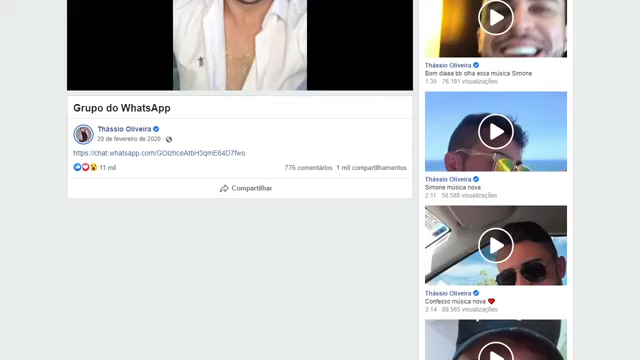 Grupo do WhatsApp
Thássio Oliveira
20 de fevereiro de 2020 ·
https://chat.whatsapp.com/GOizhceAtbH3qmE64D7fwo
11 mil
775 comentários 1 mil compartilhamentos
Compartilhar
Thássio Oliveira
Bom diaaa bb olha essa música Simone
1:35 · 76.181 visualizações
Thássio Oliveira
Simone música nova
2:11 · 56.588 visualizações
Thássio Oliveira
Confesso música nova
3:14 · 88.565 visualizações